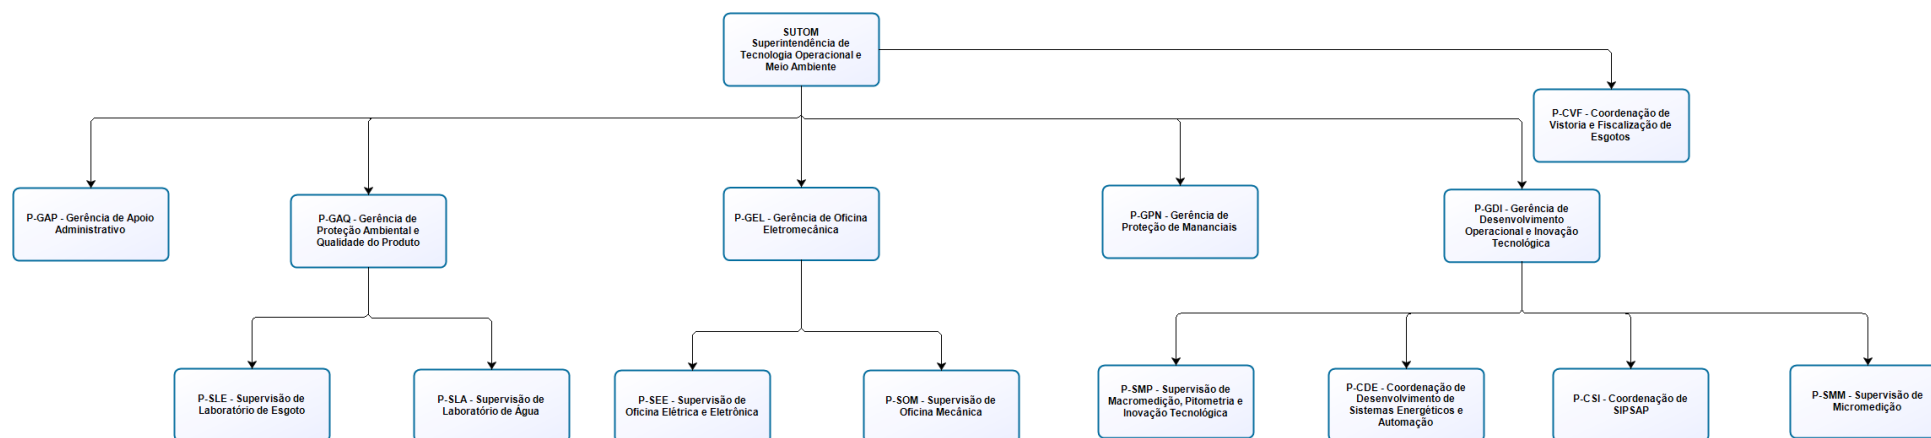 SUTOM
Superintendência de
Tecnologia Operacional e
Meio Ambiente
P-CVF - Coordenação de
Vistoria e Fiscalização de
Esgotos
P-GAP - Gerência de Apoio
Administrativo
P-GAQ - Gerência de
Proteção Ambiental e
Qualidade do Produto
P-GEL - Gerência de Oficina
Eletromecânica
P-GPN - Gerência de
Proteção de Mananciais
P-GDI - Gerência de
Desenvolvimento
Operacional e Inovação
Tecnológica
P-SLE - Supervisão de
Laboratório de Esgoto
P-SLA - Supervisão de
Laboratório de Água
P-SEE - Supervisão de
Oficina Elétrica e Eletrônica
P-SOM - Supervisão de
Oficina Mecânica
P-SMP - Supervisão de
Macromedição, Pitometria e
Inovação Tecnológica
P-CDE - Coordenação de
Desenvolvimento de
Sistemas Energéticos e
Automação
P-CSI - Coordenação de
SIPSAP
P-SMM - Supervisão de
Micromedição